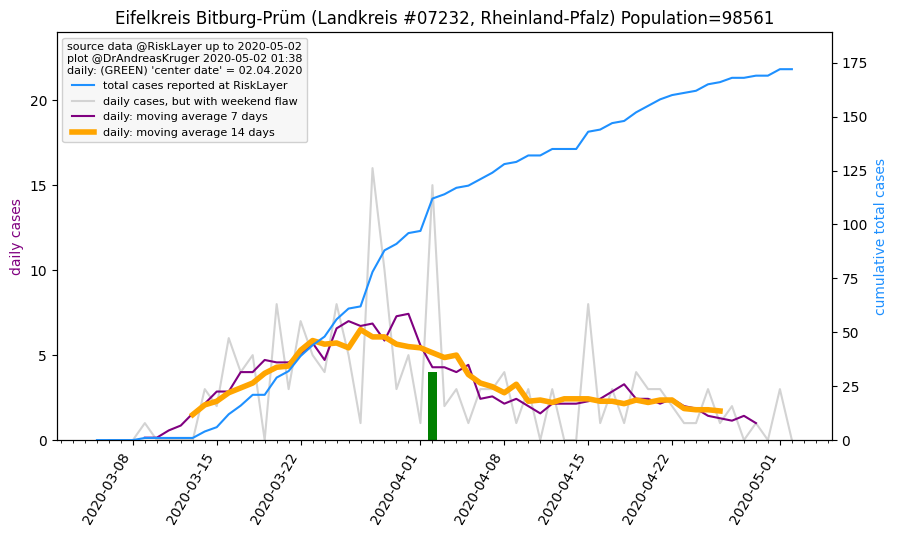 Eifelkreis Bitburg-Prüm (Landkreis #07232, Rheinland-Pfalz) Population=98561
source data @RiskLayer up to 2020-05-02
plot @DrAndreasKruger 2020-05-02 01:38
daily: (GREEN) 'center date' = 02.04.2020
total cases reported at RiskLayer
daily cases, but with weekend flaw
daily: moving average 7 days
daily: moving average 14 days
daily cases
0
5
10
15
20
cumulative total cases
0
25
50
75
100
125
150
175
2020-03-08
2020-03-15
2020-03-22
2020-04-01
2020-04-08
2020-04-15
2020-04-22
2020-05-01